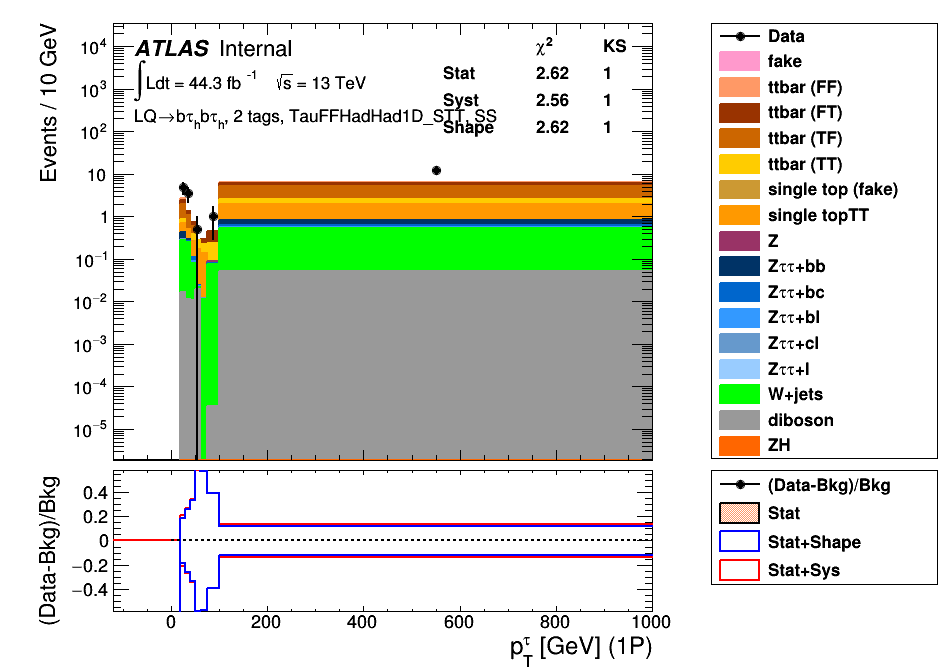 ATLAS Internal
∫Ldt = 44.3 fb⁻¹ √s = 13 TeV
LQ→bτₕbτₕ, 2 tags, TauFFHadHad1D_STT, SS
χ² KS
Stat 2.62 1
Syst 2.56 1
Shape 2.62 1
Events / 10 GeV
10⁴
10³
10²
10
1
10⁻¹
10⁻²
10⁻³
10⁻⁴
10⁻⁵
Data
fake
ttbar (FF)
ttbar (FT)
ttbar (TF)
ttbar (TT)
single top (fake)
single topTT
Z
Zττ+bb
Zττ+bc
Zττ+bl
Zττ+cl
Zττ+l
W+jets
diboson
ZH
(Data-Bkg)/Bkg
0.4
0.2
0
−0.2
−0.4
0 200 400 600 800 1000
p_T^τ [GeV] (1P)
(Data-Bkg)/Bkg
Stat
Stat+Shape
Stat+Sys